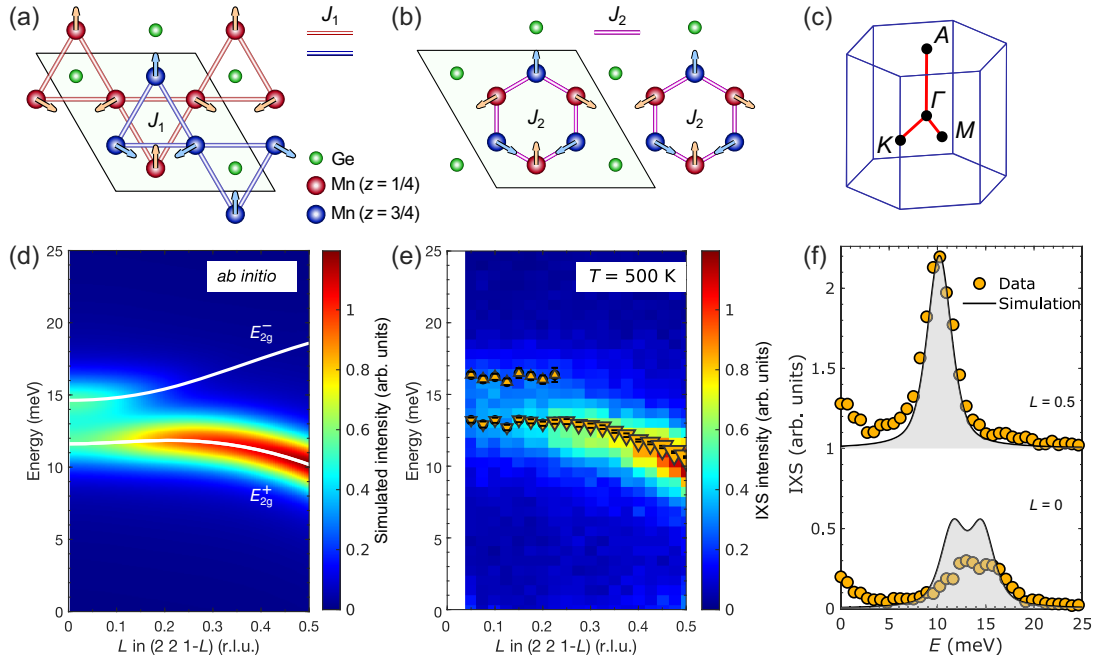 (a)
J₁
J₁
Ge
Mn (z = 1/4)
Mn (z = 3/4)
(b)
J₂
J₂
J₂
(c)
A
Γ
K
M
(d)
ab initio
E₂g⁻
E₂g⁺
Energy (meV)
25
20
15
10
5
0
0 0.1 0.2 0.3 0.4 0.5
L in (2 2 1-L) (r.l.u.)
Simulated intensity (arb. units)
1
0.8
0.6
0.4
0.2
0
(e)
T = 500 K
Energy (meV)
25
20
15
10
5
0
0 0.1 0.2 0.3 0.4 0.5
L in (2 2 1-L) (r.l.u.)
IXS intensity (arb. units)
1
0.8
0.6
0.4
0.2
0
(f)
Data
Simulation
L = 0.5
L = 0
IXS (arb. units)
2
1.5
1
0.5
0
0 5 10 15 20 25
E (meV)